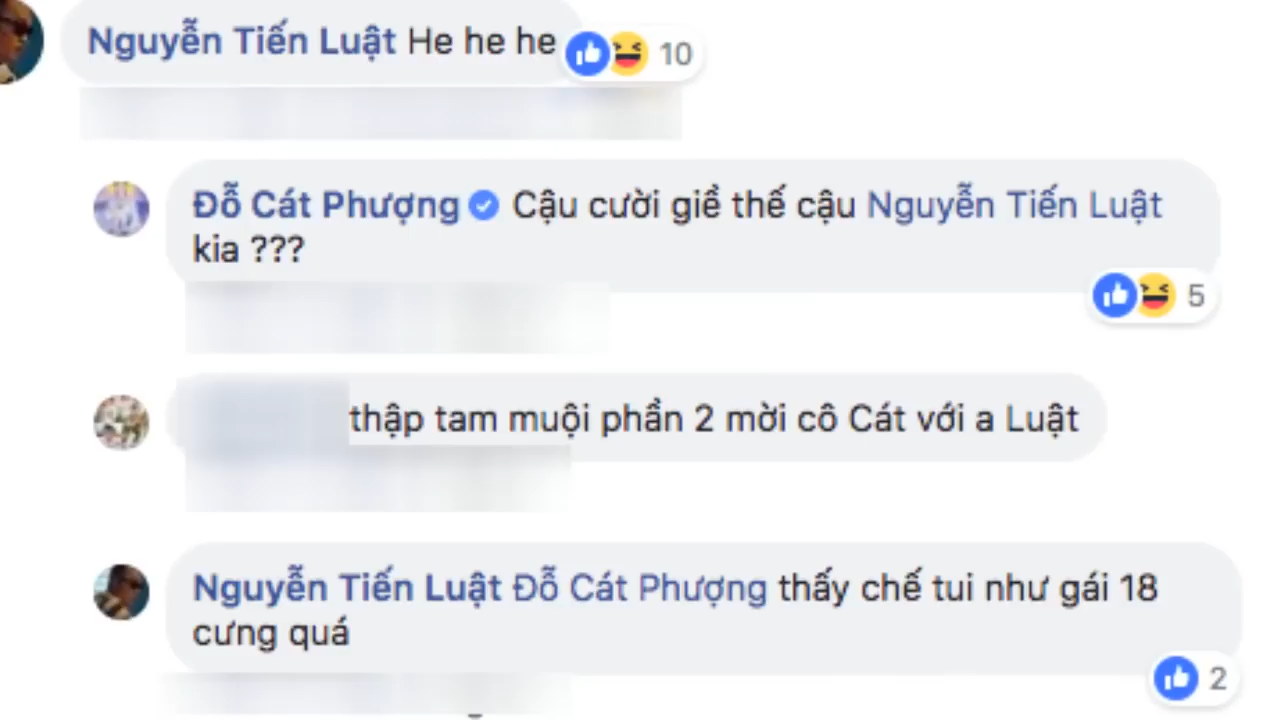 Nguyễn Tiến Luật He he he 10
Đỗ Cát Phượng Cậu cười giề thế cậu Nguyễn Tiến Luật
kia ???
5
thập tam muội phần 2 mời cô Cát với a Luật
Nguyễn Tiến Luật Đỗ Cát Phượng thấy chế tui như gái 18
cưng quá
2